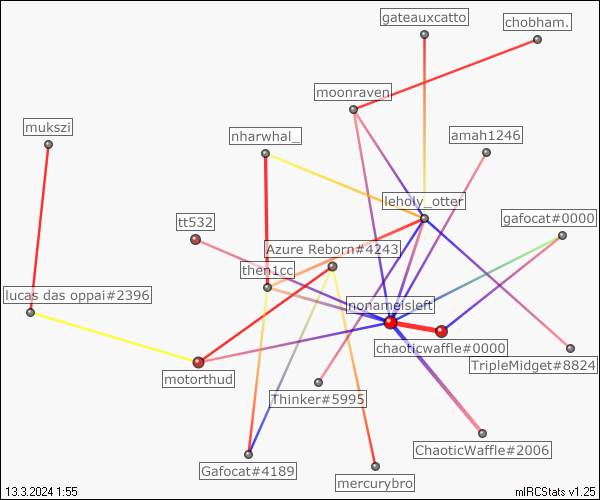 gateauxcatto
chobham.
moonraven
mukszi
nharwhal_
amah1246
leholy_otter
tt532
gafocat#0000
Azure Reborn#4243
then1cc
lucas das oppai#2396
nonameisleft
chaoticwaffle#0000
TripleMidget#8824
motorthud
Thinker#5995
ChaoticWaffle#2006
Gafocat#4189
mercurybro
13.3.2024 1:55
mIRCStats v1.25